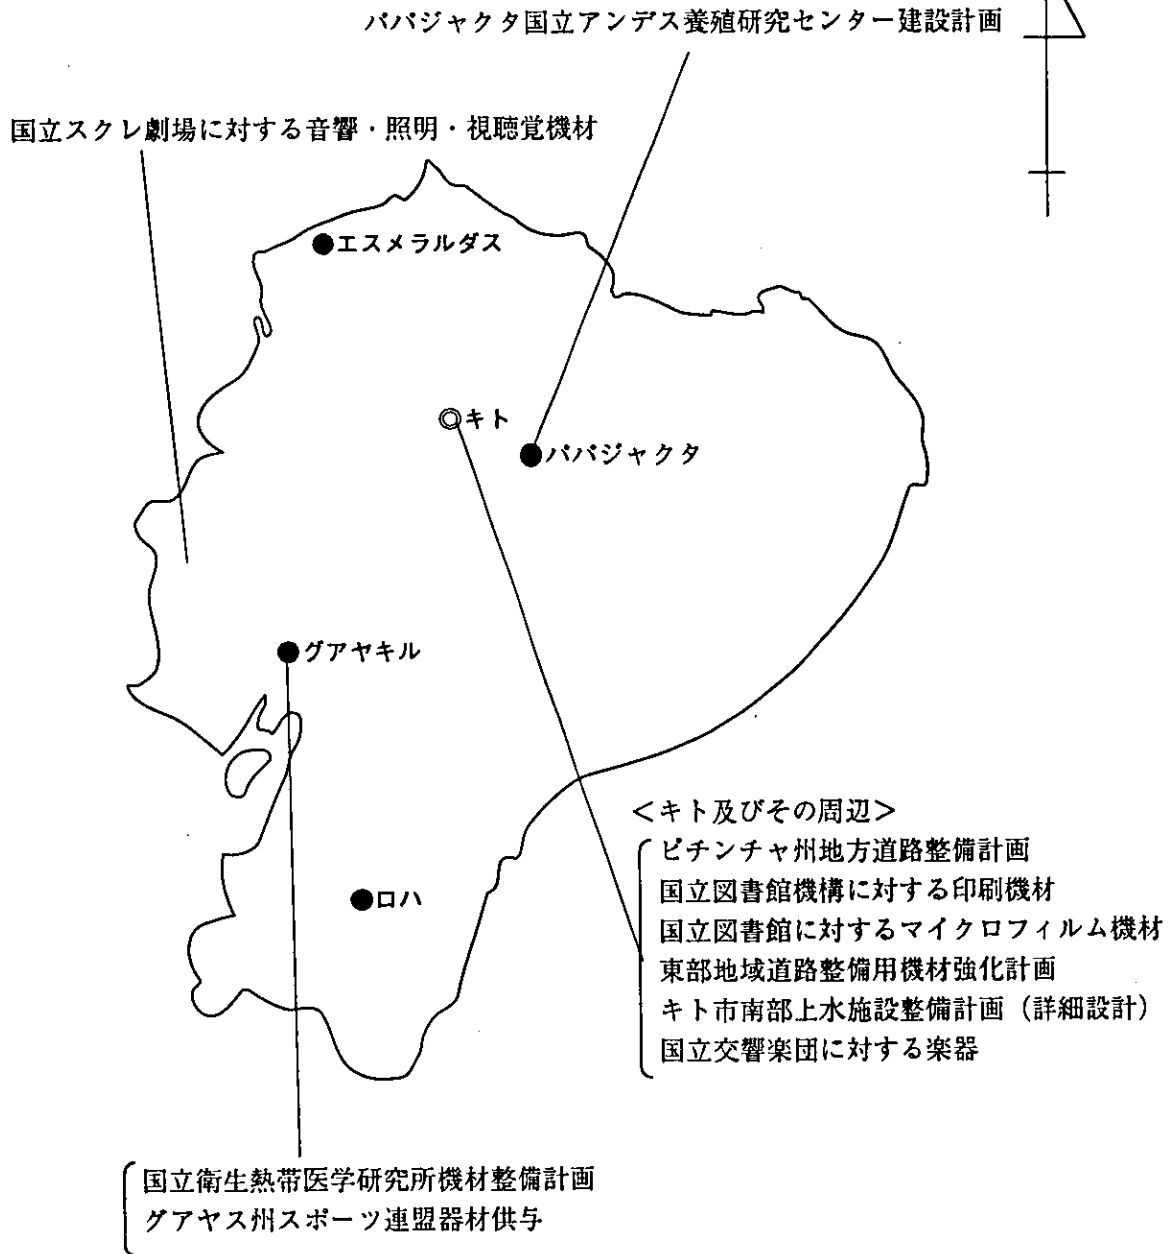 パパジャクタ国立アンデス養殖研究センター建設計画
国立スクレ劇場に対する音響・照明・視聴覚機材
エスメラルダス
キト
パパジャクタ
グアヤキル
ロハ
<キト及びその周辺>
ピチンチャ州地方道路整備計画
国立図書館機構に対する印刷機材
国立図書館に対するマイクロフィルム機材
東部地域道路整備用機材強化計画
キト市南部上水施設整備計画（詳細設計）
国立交響楽団に対する楽器
国立衛生熱帯医学研究所機材整備計画
グアヤス州スポーツ連盟器材供与